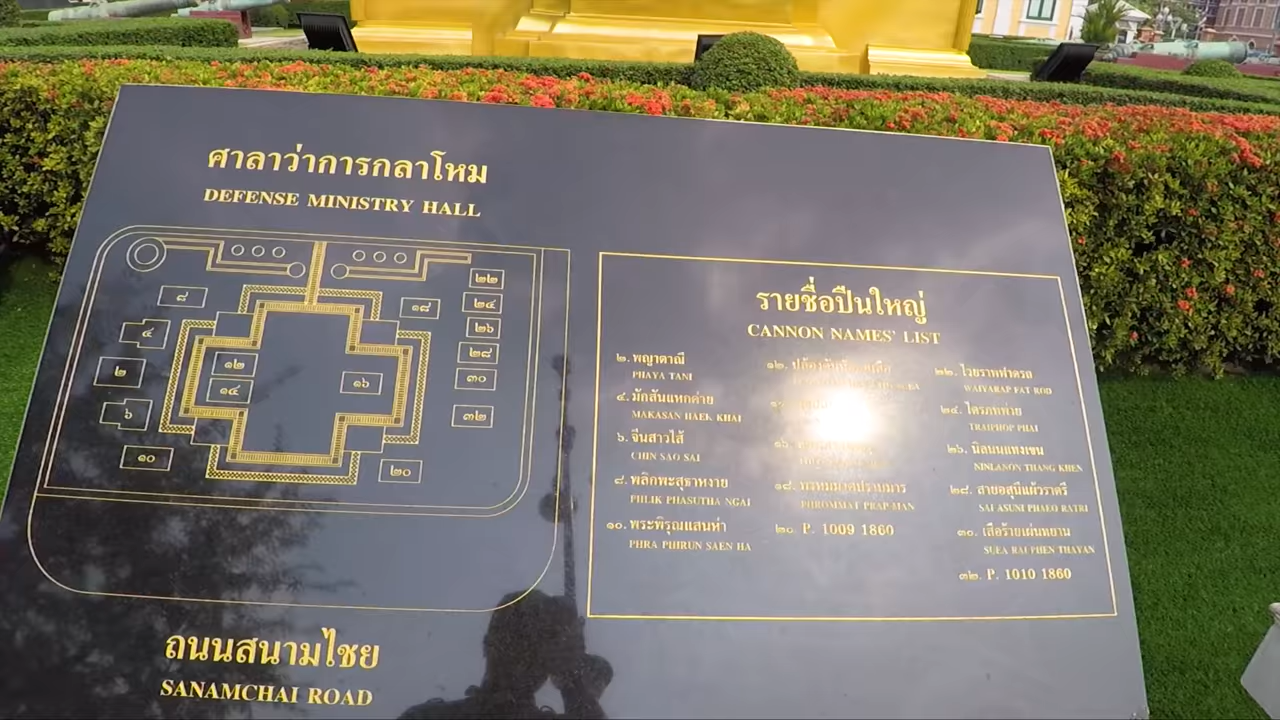 ศาลาว่าการกลาโหม
DEFENSE MINISTRY HALL
๒๒
๘
๑๘
๒๔
๔
๒๖
๒
๑๒
๒๘
๑๔
๑๖
๓๐
๖
๓๒
๑๐
๒๐
ถนนสนามไชย
SANAMCHAI ROAD
รายชื่อปืนใหญ่
CANNON NAMES' LIST
๒. พญาตานี
PHAYA TANI
๔. มักสันแหกค่าย
MAKASAN HAEK KHAI
๖. จีนสาวไส้
CHIN SAO SAI
๘. พลิกพะสุธาหงาย
PHLIK PHASUTHA NGAI
๑๐. พระพิรุณแสนห่า
PHRA PHIRUN SAEN HA
๑๒.
๑๖.
๑๘. พรหมมาศปราบมาร
PHROMMAT PRAP-MAN
๒๐. P. 1009 1860
๒๒. ไวยราพฟาดรถ
WAIYARAP FAT ROD
๒๔. ไตรภพพ่าย
TRAIPHOP PHAI
๒๖. นิลนนแทงเขน
NINLANON THANG KHEN
๒๘. สายอสุนีแผ้วราตรี
SAI ASUNI PHAEO RATRI
๓๐. เสือร้ายเผ่นทยาน
SUEA RAI PHEN THAYAN
๓๒. P. 1010 1860